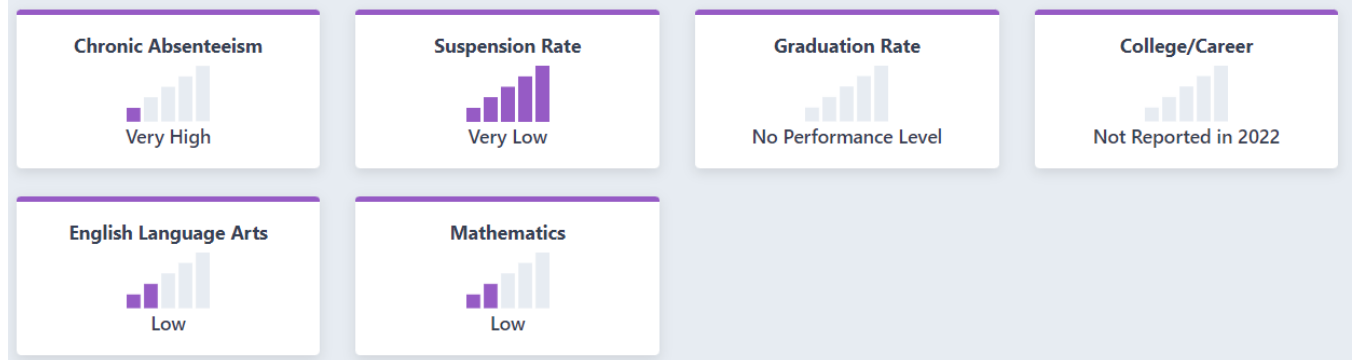 Chronic Absenteeism
Very High
Suspension Rate
Very Low
Graduation Rate
No Performance Level
College/Career
Not Reported in 2022
English Language Arts
Low
Mathematics
Low